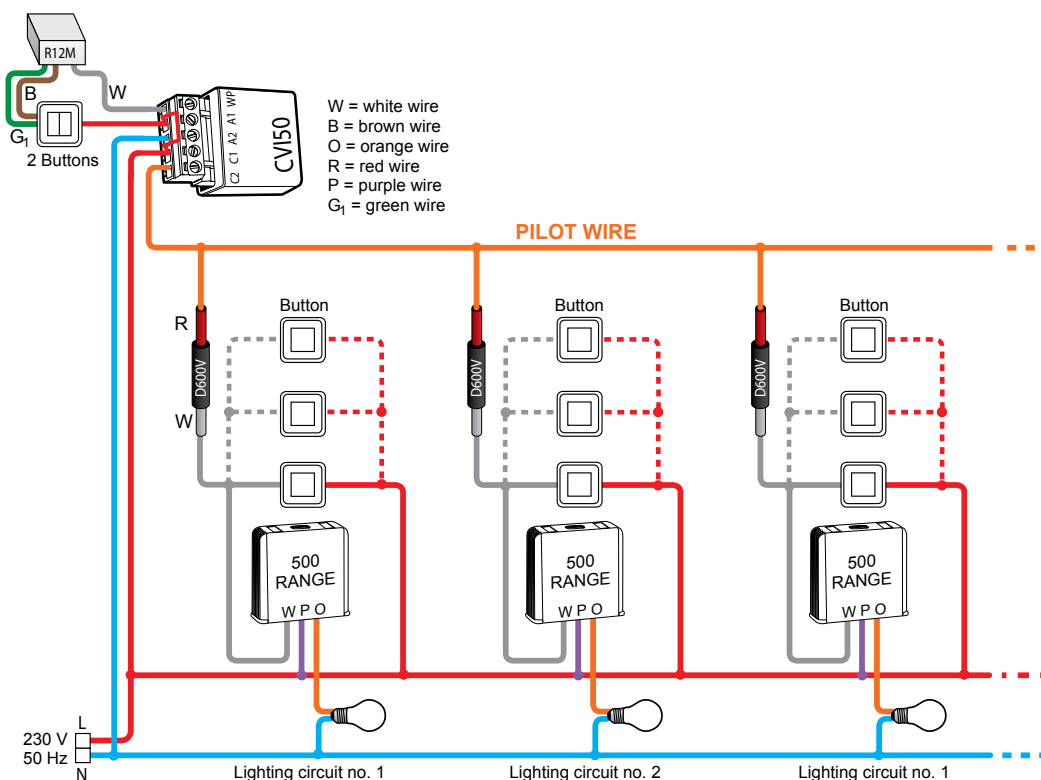 R12M
B
W
G1
2 Buttons
WP
A1
A2
C1
C2
CVI50
W = white wire
B = brown wire
O = orange wire
R = red wire
P = purple wire
G1 = green wire
PILOT WIRE
R
D600V
W
Button
500
RANGE
W P O
D600V
Button
500
RANGE
W P O
D600V
Button
500
RANGE
W P O
L
230 V
50 Hz
N
Lighting circuit no. 1
Lighting circuit no. 2
Lighting circuit no. 1